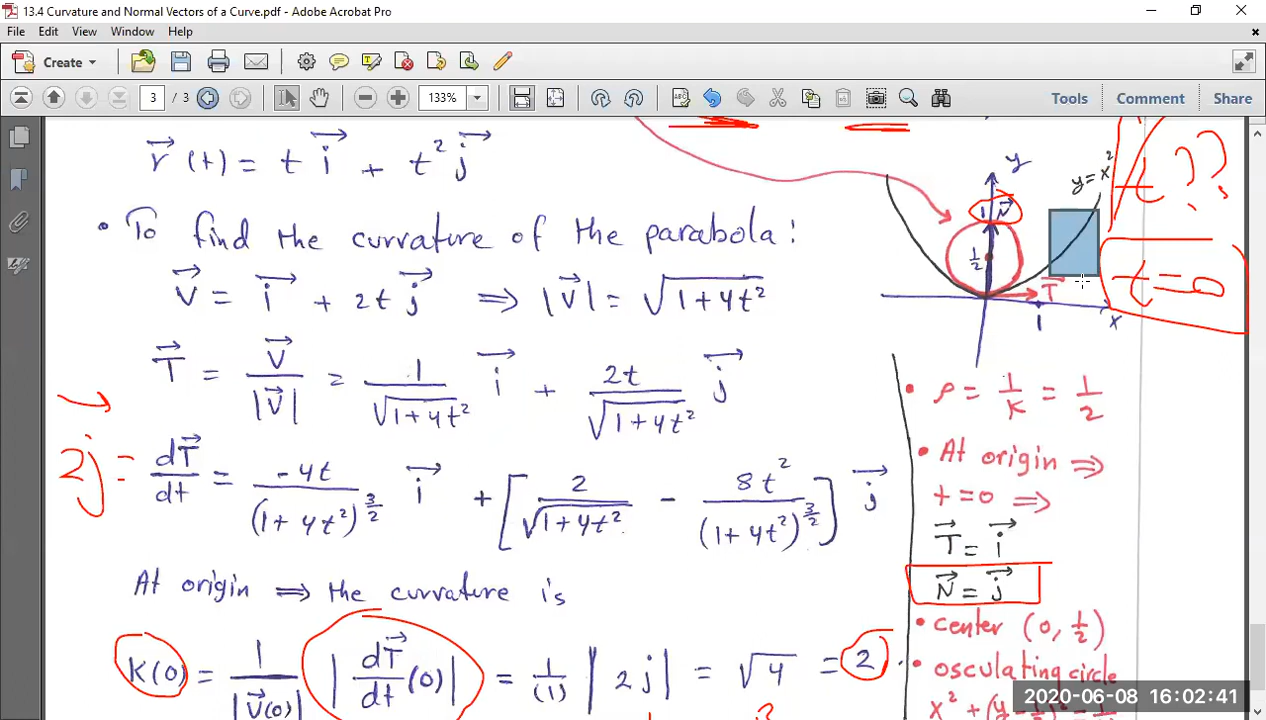 13.4 Curvature and Normal Vectors of a Curve.pdf - Adobe Acrobat Pro
File Edit View Window Help
Create
3 / 3 133% Tools Comment Share
r (t) = t i + t² j
• To find the curvature of the parabola:
V = i + 2t j ⟹ |V| = √1+4t²
T = V/|V| = 1/√1+4t² i + 2t/√1+4t² j
2j = dT/dt = -4t/(1+4t²)^3/2 i + [2/√1+4t² - 8t²/(1+4t²)^3/2] j
At origin ⟹ the curvature is
K(0) = 1/|V(0)| |dT/dt (0)| = 1/(1) |2j| = √4 = 2.
y
y = x²
1 N
1/2
T
1
x
t ??
t = 0
• ρ = 1/K = 1/2
• At origin ⟹
t = 0 ⟹
T = i
N = j
• center (0, 1/2)
• osculating circle
2020-06-08 16:02:41